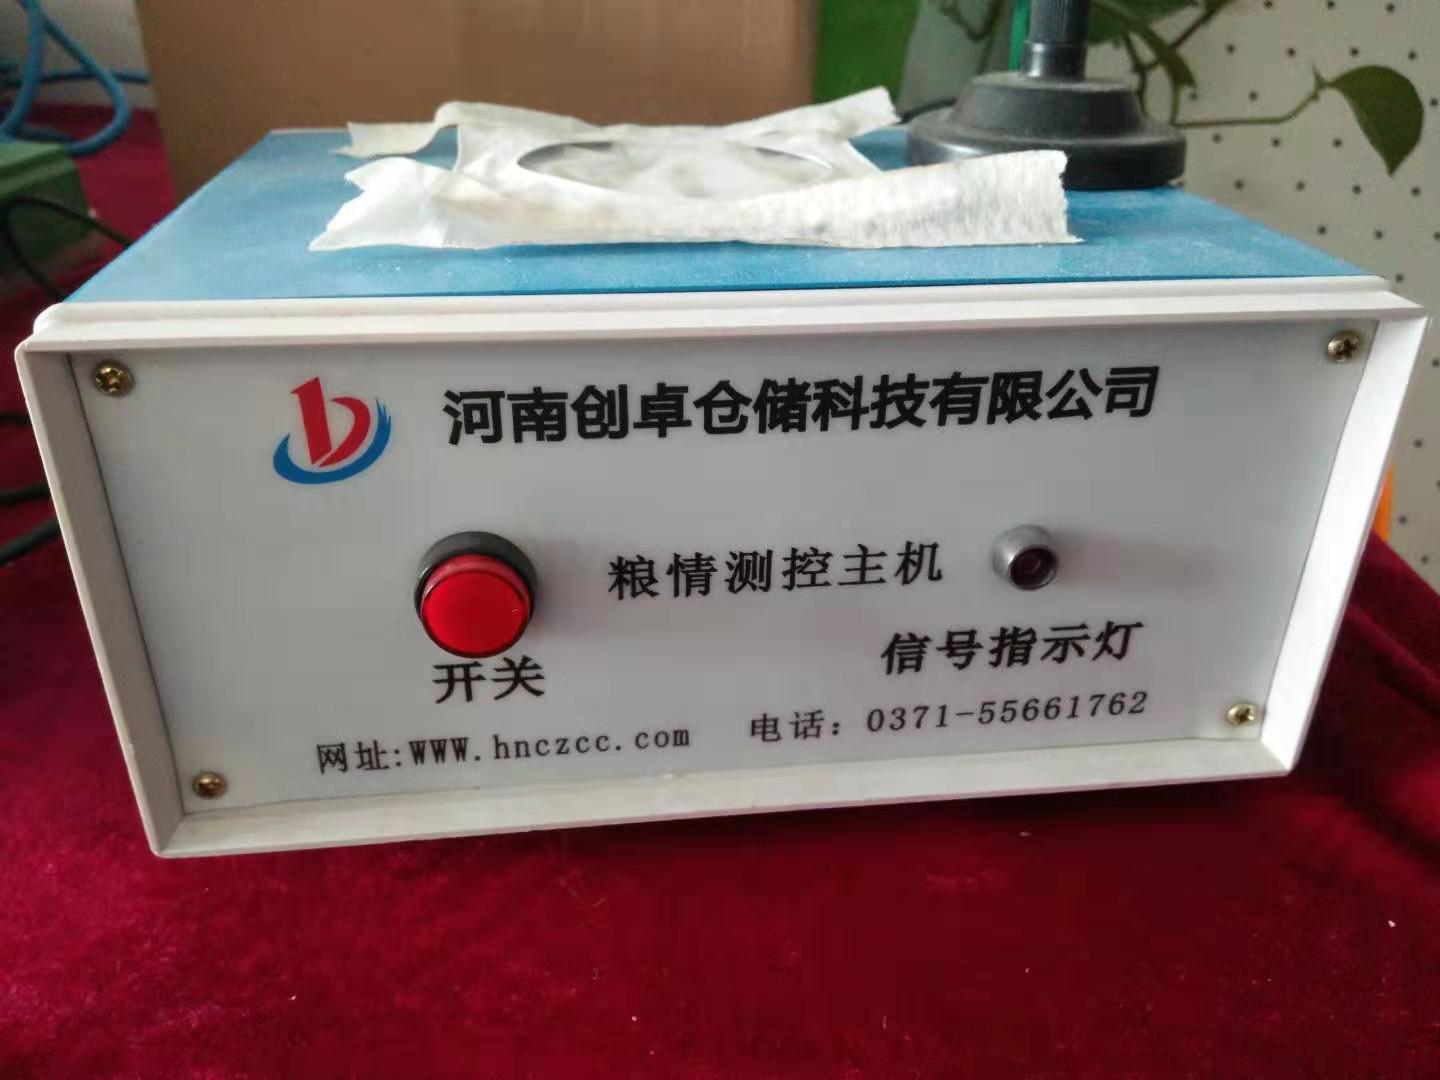 河南创卓仓储科技有限公司
粮情测控主机
开关
信号指示灯
网址:WWW.hnczcc.com
电话：0371-55661762